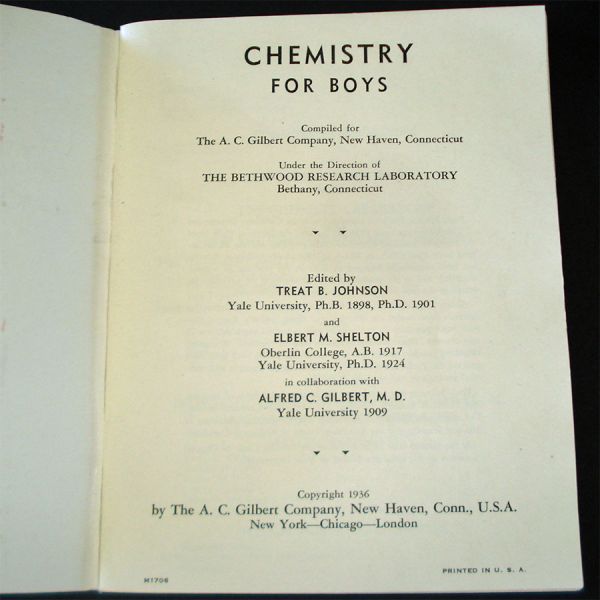 CHEMISTRY
FOR BOYS
Compiled for
The A. C. Gilbert Company, New Haven, Connecticut
Under the Direction of
THE BETHWOOD RESEARCH LABORATORY
Bethany, Connecticut
Edited by
TREAT B. JOHNSON
Yale University, Ph.B. 1898, Ph.D. 1901
and
ELBERT M. SHELTON
Oberlin College, A.B. 1917
Yale University, Ph.D. 1924
in collaboration with
ALFRED C. GILBERT, M. D.
Yale University 1909
Copyright 1936
by The A. C. Gilbert Company, New Haven, Conn., U.S.A.
New York—Chicago—London
M1706
PRINTED IN U. S. A.